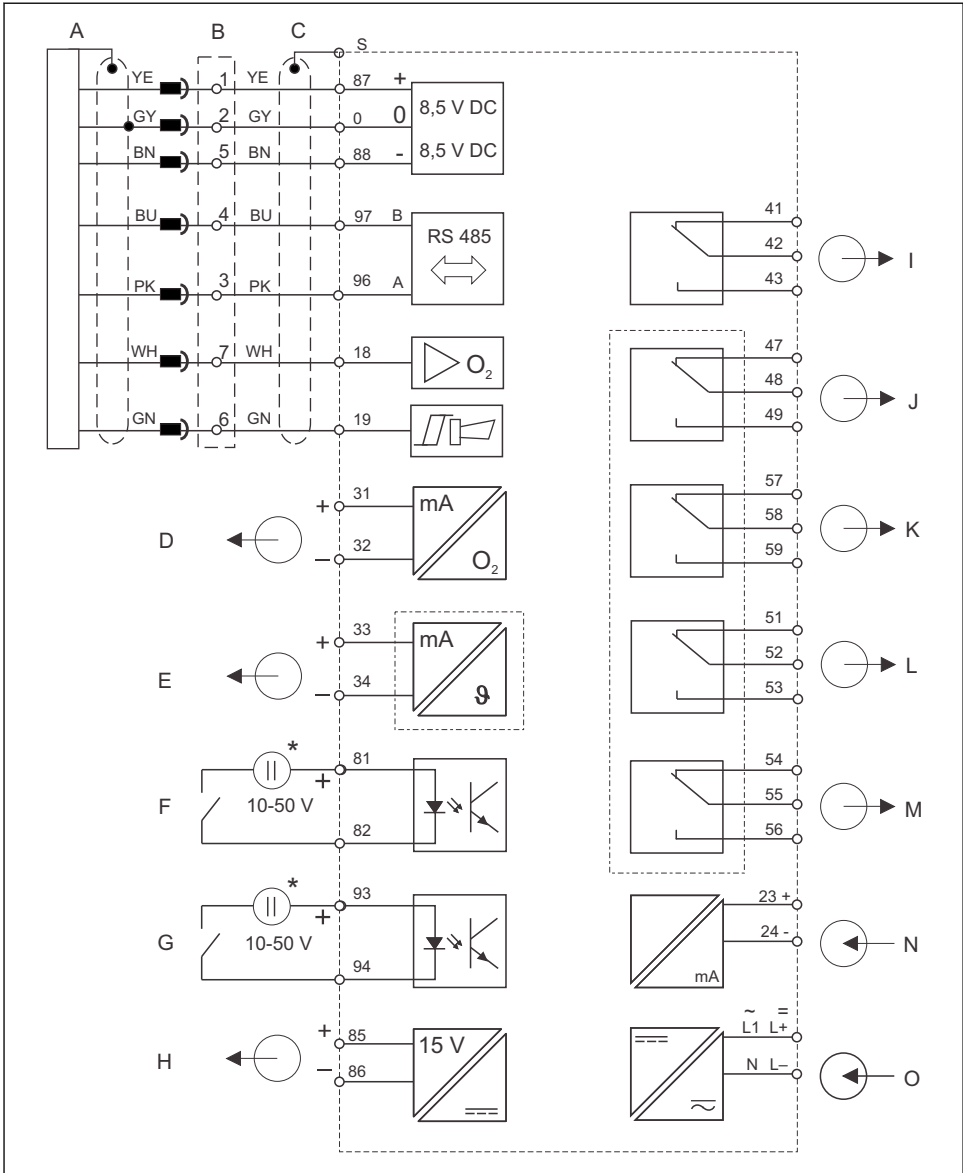 A B C S
YE 1 YE 87 + 8,5 V DC
GY 2 GY 0 0
BN 5 BN 88 - 8,5 V DC
BU 4 BU 97 B RS 485
PK 3 PK 96 A
WH 7 WH 18 O2
GN 6 GN 19
D + 31 mA
– 32 O2
E + 33 mA
– 34 ϑ
F * + 81
10-50 V
82
G * + 93
10-50 V
94
H + 85 15 V
– 86
41
42 I
43
47
48 J
49
57
58 K
59
51
52 L
53
54
55 M
56
23 +
24 - N
mA
~ =
L1 L+
N L– O